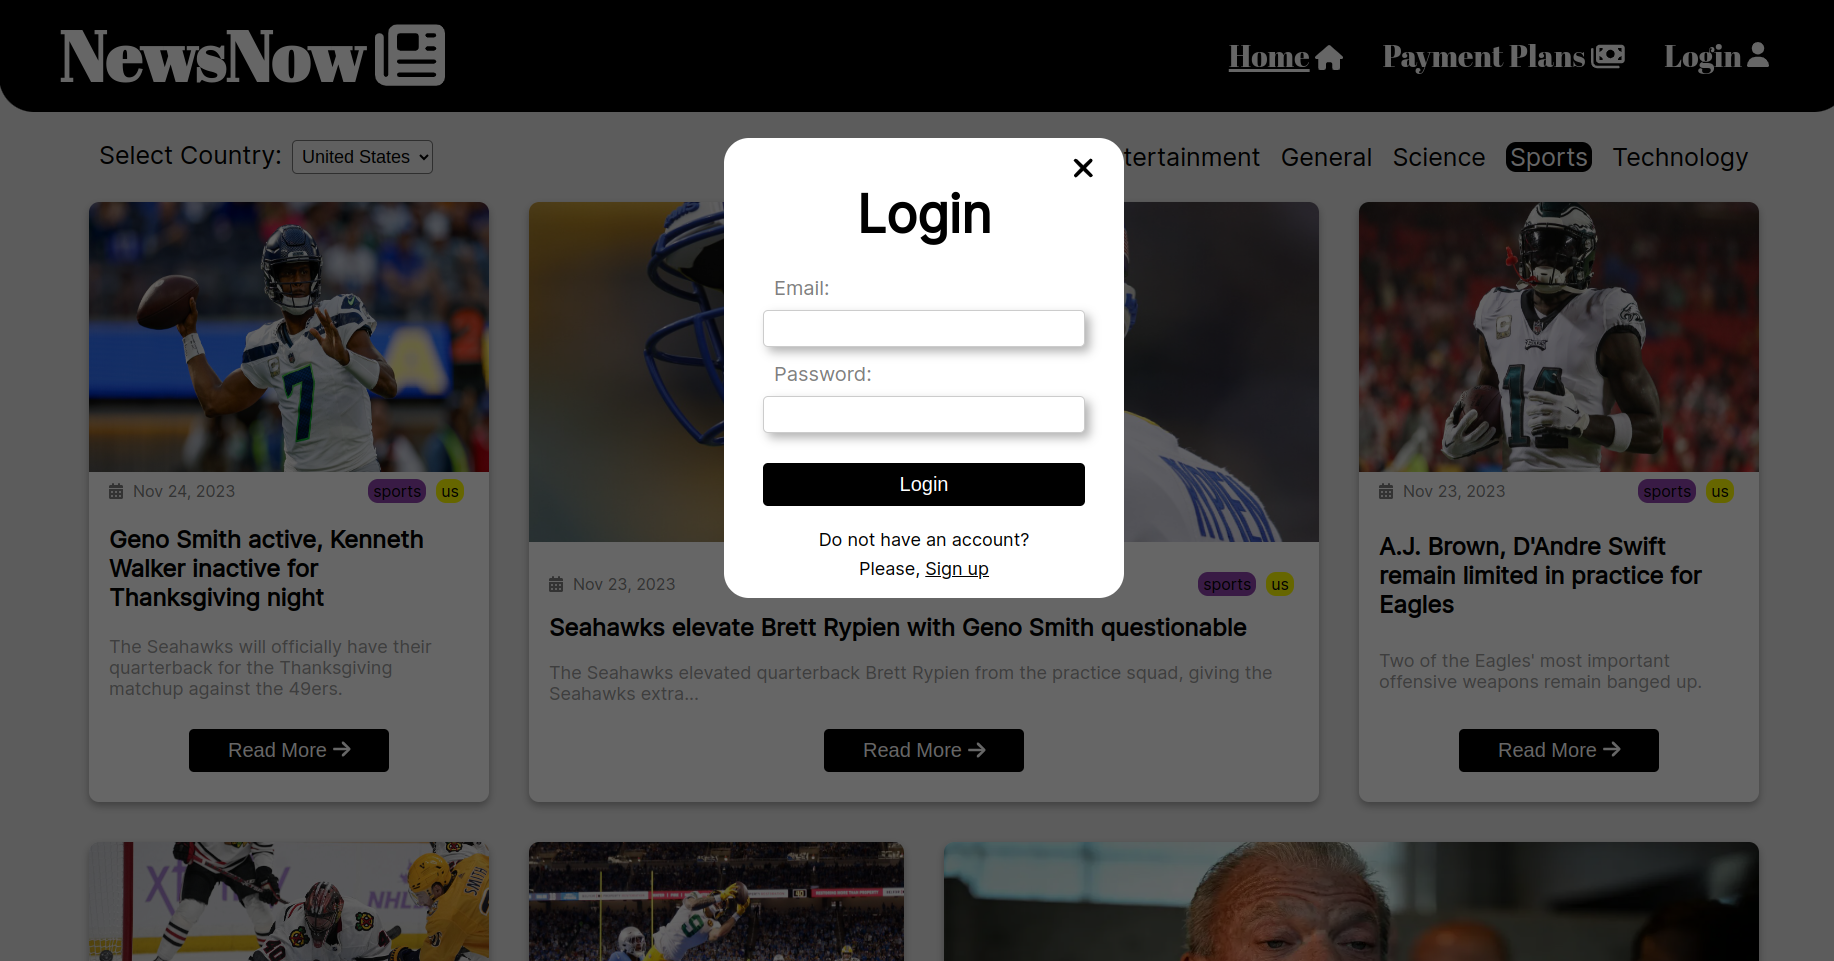 NewsNow
Home
Payment Plans
Login
Select Country:
United States
tertainment
General
Science
Sports
Technology
Login
Email:
Password:
Login
Do not have an account?
Please, Sign up
7
Nov 24, 2023
sports
us
Geno Smith active, Kenneth
Walker inactive for
Thanksgiving night
The Seahawks will officially have their
quarterback for the Thanksgiving
matchup against the 49ers.
Read More
RYPIEN
Nov 23, 2023
sports
us
Seahawks elevate Brett Rypien with Geno Smith questionable
The Seahawks elevated quarterback Brett Rypien from the practice squad, giving the
Seahawks extra...
Read More
11
Nov 23, 2023
sports
us
A.J. Brown, D'Andre Swift
remain limited in practice for
Eagles
Two of the Eagles' most important
offensive weapons remain banged up.
Read More
NHL
9